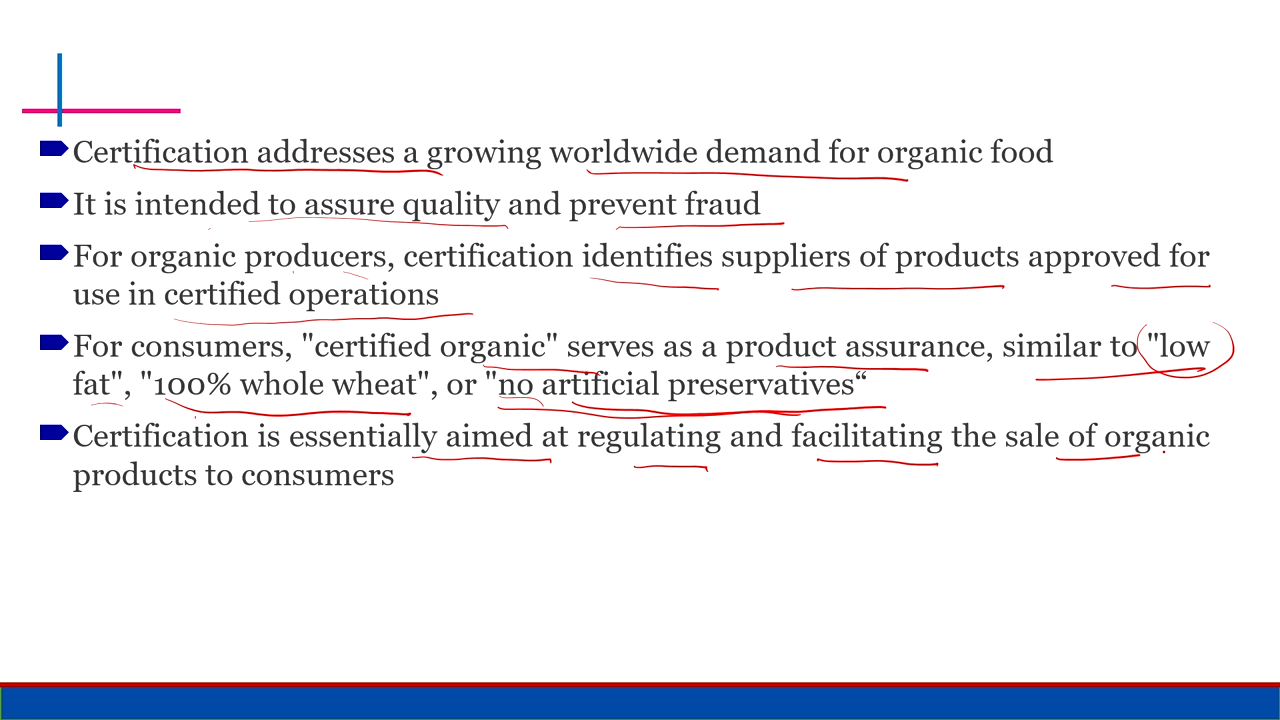 Certification addresses a growing worldwide demand for organic food
It is intended to assure quality and prevent fraud
For organic producers, certification identifies suppliers of products approved for
use in certified operations
For consumers, "certified organic" serves as a product assurance, similar to "low
fat", "100% whole wheat", or "no artificial preservatives“
Certification is essentially aimed at regulating and facilitating the sale of organic
products to consumers